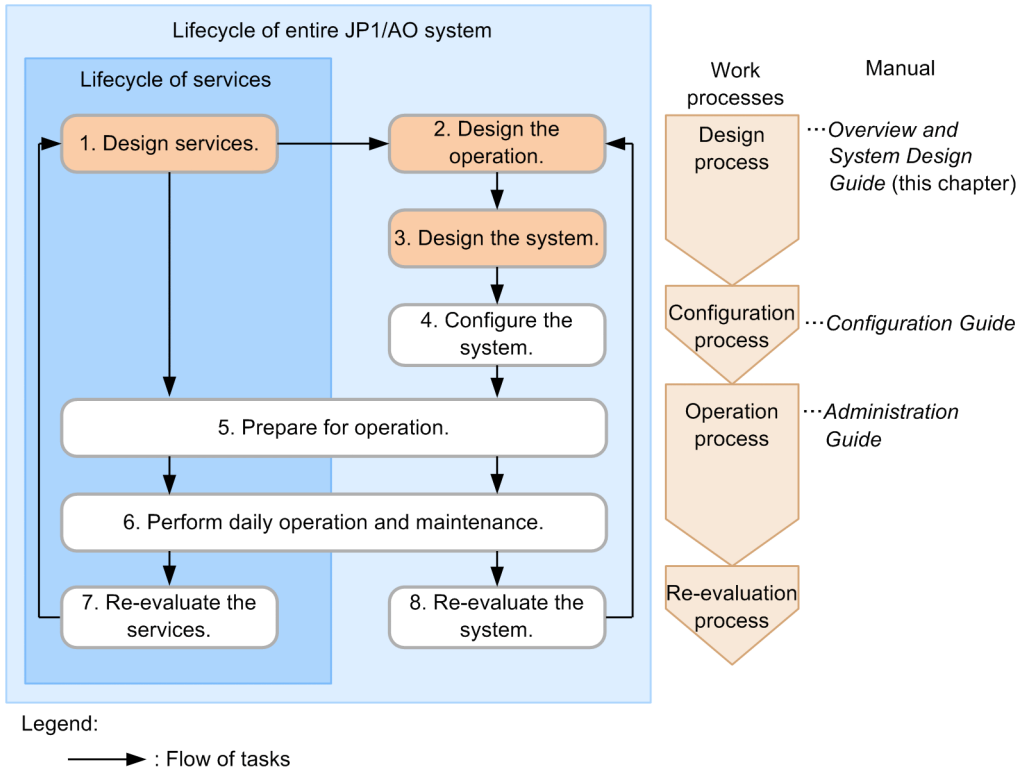 Lifecycle of entire JP1/AO system
Lifecycle of services
1. Design services.
2. Design the
operation.
3. Design the system.
4. Configure the
system.
5. Prepare for operation.
6. Perform daily operation and maintenance.
7. Re-evaluate the
services.
8. Re-evaluate the
system.
Work
processes
Manual
Design
process
···Overview and
System Design
Guide (this chapter)
Configuration
process
···Configuration Guide
Operation
process
···Administration
Guide
Re-evaluation
process
Legend:
: Flow of tasks